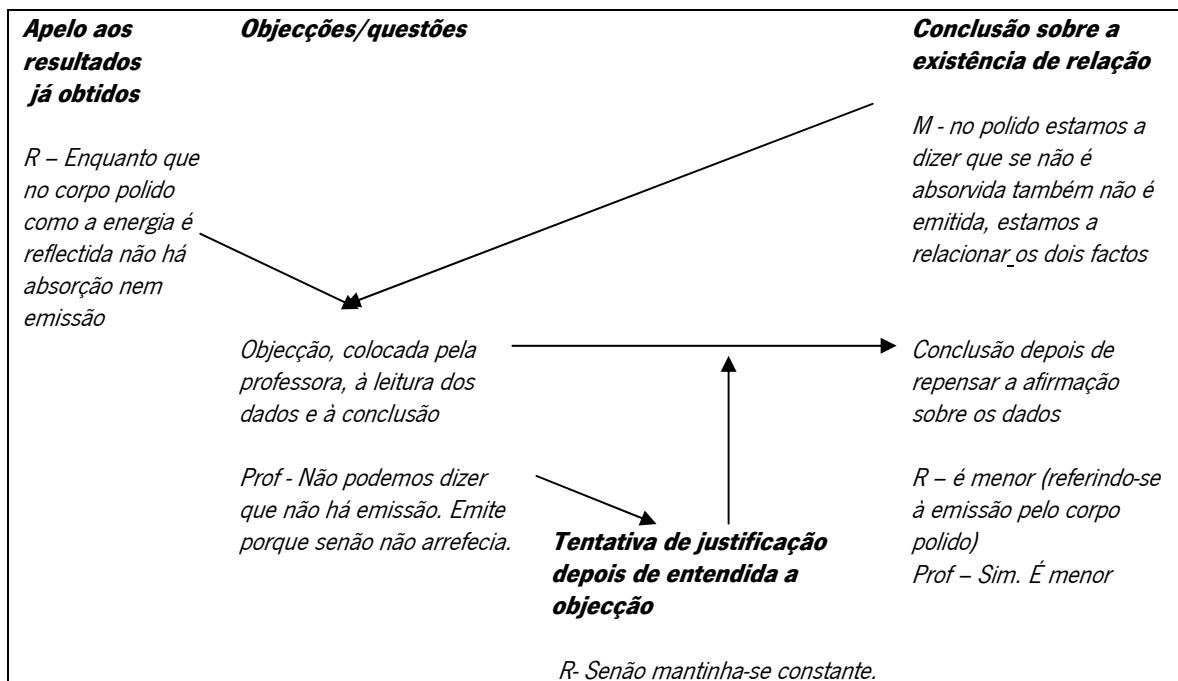 Apelo aos
resultados
já obtidos
R – Enquanto que
no corpo polido
como a energia é
reflectida não há
absorção nem
emissão
Objecções/questões
Objecção, colocada pela
professora, à leitura dos
dados e à conclusão
Prof - Não podemos dizer
que não há emissão. Emite
porque senão não arrefecia.
Tentativa de justificação
depois de entendida a
objecção
R- Senão mantinha-se constante.
Conclusão sobre a
existência de relação
M - no polido estamos a
dizer que se não é
absorvida também não é
emitida, estamos a
relacionar os dois factos
Conclusão depois de
repensar a afirmação
sobre os dados
R – é menor (referindo-se
à emissão pelo corpo
polido)
Prof – Sim. É menor